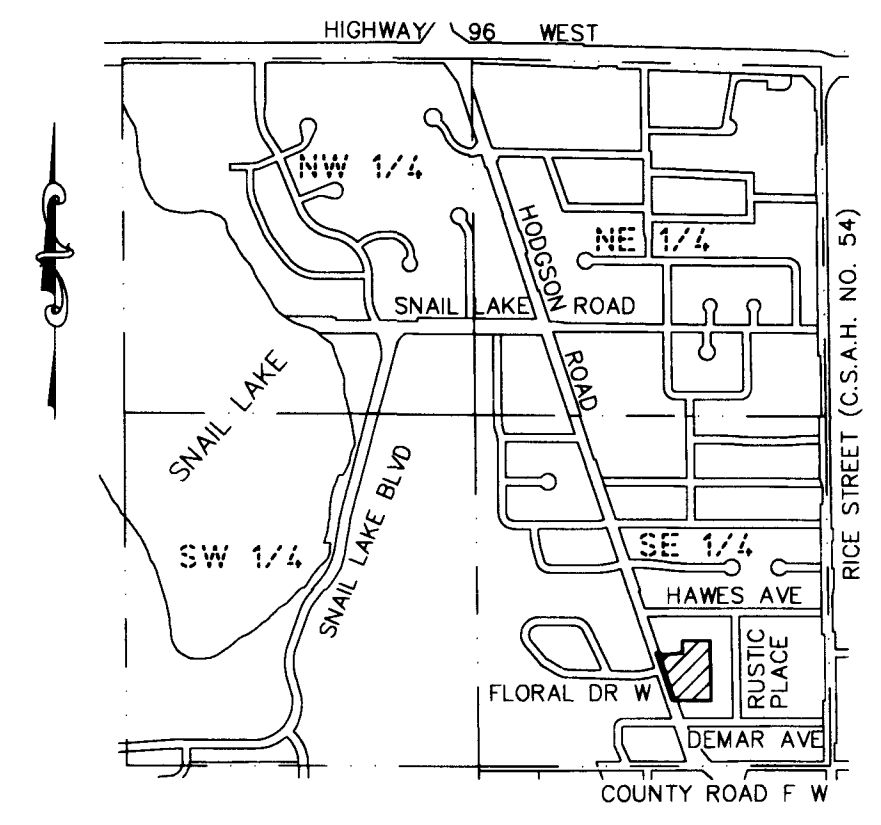 HIGHWAY 96 WEST
NW 1/4
HODGSON
NE 1/4
RICE STREET (C.S.A.H. NO. 54)
SNAIL LAKE ROAD
ROAD
SNAIL LAKE
SNAIL LAKE BLVD
SW 1/4
SE 1/4
HAWES AVE
RUSTIC
PLACE
FLORAL DR W
DEMAR AVE
COUNTY ROAD F W